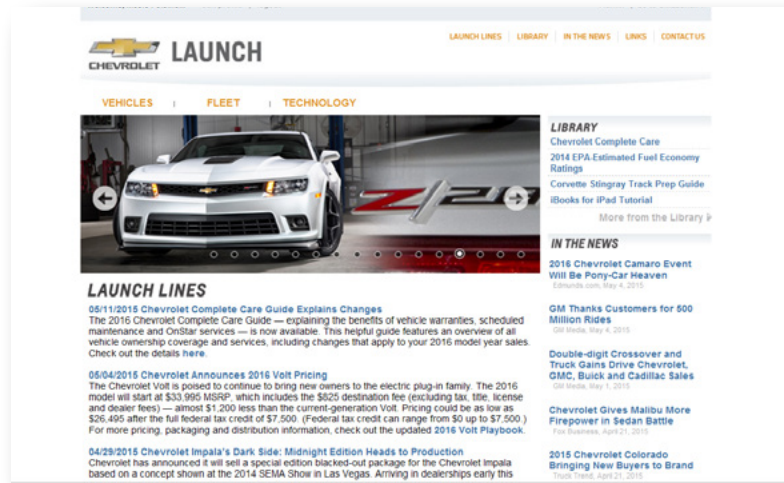 LAUNCH LINES | LIBRARY | IN THE NEWS | LINKS | CONTACT US
CHEVROLET
LAUNCH
VEHICLES | FLEET | TECHNOLOGY
Z/28
LAUNCH LINES
05/11/2015 Chevrolet Complete Care Guide Explains Changes
The 2016 Chevrolet Complete Care Guide — explaining the benefits of vehicle warranties, scheduled
maintenance and OnStar services — is now available. This helpful guide features an overview of all
vehicle ownership coverage and services, including changes that apply to your 2016 model year sales.
Check out the details here.
05/04/2015 Chevrolet Announces 2016 Volt Pricing
The Chevrolet Volt is poised to continue to bring new owners to the electric plug-in family. The 2016
model will start at $33,995 MSRP, which includes the $825 destination fee (excluding tax, title, license
and dealer fees) — almost $1,200 less than the current-generation Volt. Pricing could be as low as
$26,495 after the full federal tax credit of $7,500. (Federal tax credit can range from $0 up to $7,500.)
For more pricing, packaging and distribution information, check out the updated 2016 Volt Playbook.
04/29/2015 Chevrolet Impala's Dark Side: Midnight Edition Heads to Production
Chevrolet has announced it will sell a special edition blacked-out package for the Chevrolet Impala
based on a concept shown at the 2014 SEMA Show in Las Vegas. Arriving in dealerships early this
LIBRARY
Chevrolet Complete Care
2014 EPA-Estimated Fuel Economy
Ratings
Corvette Stingray Track Prep Guide
iBooks for iPad Tutorial
More from the Library
IN THE NEWS
2016 Chevrolet Camaro Event
Will Be Pony-Car Heaven
Edmunds.com, May 4, 2015
GM Thanks Customers for 500
Million Rides
GM Media, May 4, 2015
Double-digit Crossover and
Truck Gains Drive Chevrolet,
GMC, Buick and Cadillac Sales
GM Media, May 1, 2015
Chevrolet Gives Malibu More
Firepower in Sedan Battle
Fox Business, April 21, 2015
2015 Chevrolet Colorado
Bringing New Buyers to Brand
Truck Trend, April 21, 2015